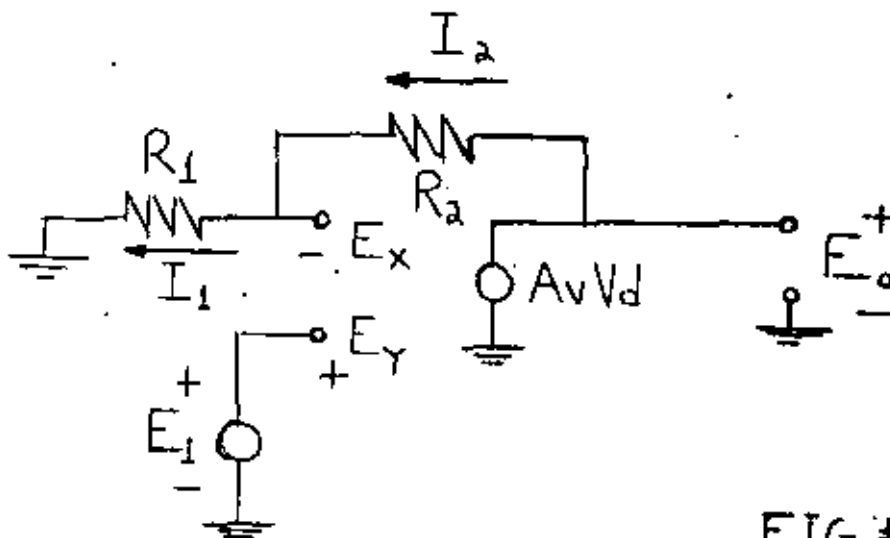 I2
R1
R2
- Ex
+
I1
AvVd
Eo
-
Ey
+
+
E1
-
FIG